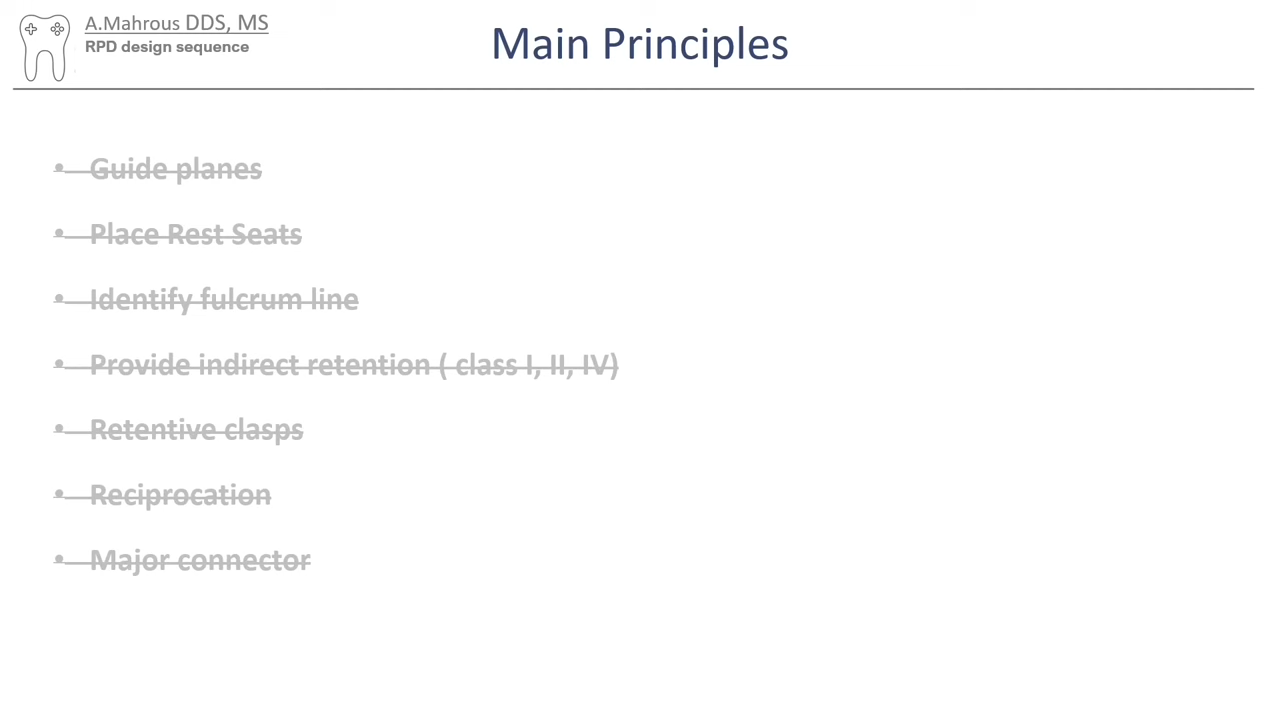 A.Mahrous DDS, MS
RPD design sequence
Main Principles
• Guide planes
• Place Rest Seats
• Identify fulcrum line
• Provide indirect retention ( class I, II, IV)
• Retentive clasps
• Reciprocation
• Major connector